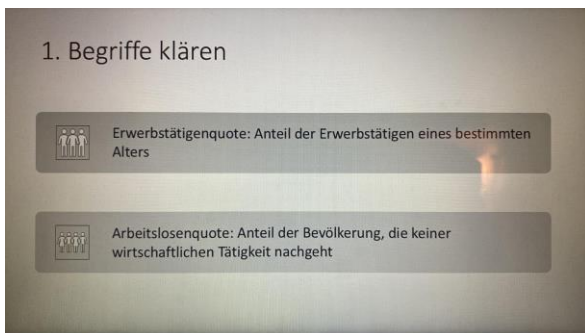 1. Begriffe klären
Erwerbstätigenquote: Anteil der Erwerbstätigen eines bestimmten
Alters
Arbeitslosenquote: Anteil der Bevölkerung, die keiner
wirtschaftlichen Tätigkeit nachgeht